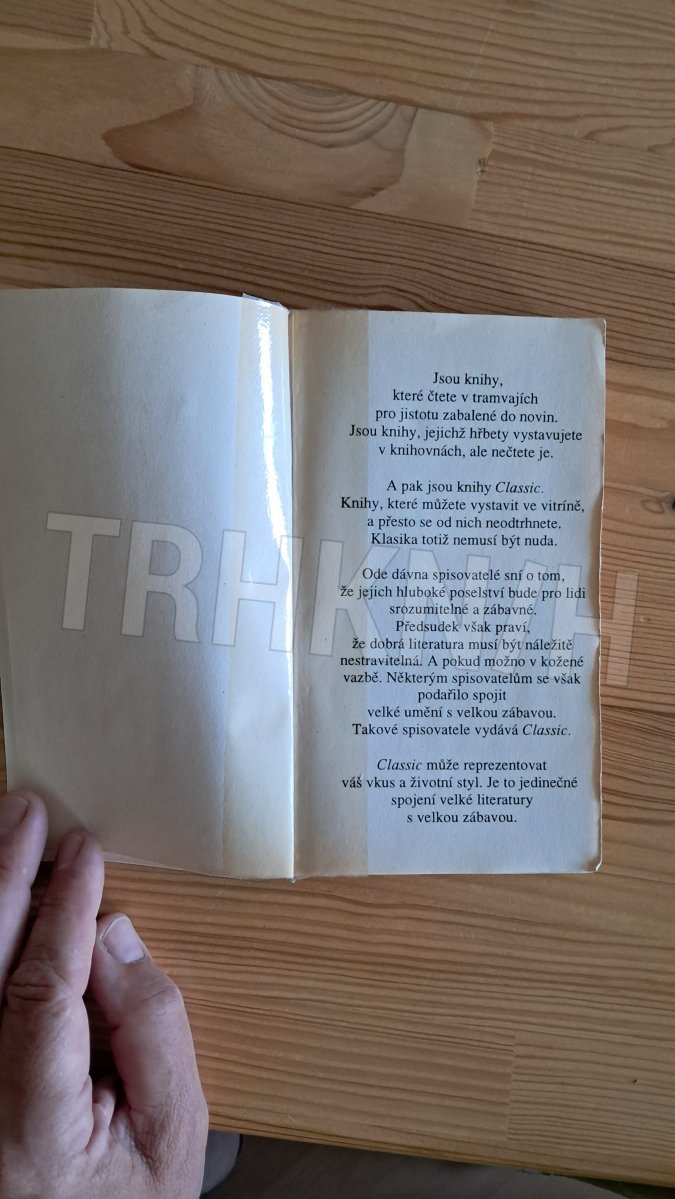 Jsou knihy,
které čtete v tramvajích
pro jistotu zabalené do novin.
Jsou knihy, jejichž hřbety vystavujete
v knihovnách, ale nečtete je.
A pak jsou knihy Classic.
Knihy, které můžete vystavit ve vitríně,
a přesto se od nich neodtrhnete.
Klasika totiž nemusí být nuda.
Ode dávna spisovatelé sní o tom,
že jejich hluboké poselství bude pro lidi
srozumitelné a zábavné.
Předsudek však praví,
že dobrá literatura musí být náležitě
nestravitelná. A pokud možno v kožené
vazbě. Některým spisovatelům se však
podařilo spojit
velké umění s velkou zábavou.
Takové spisovatele vydává Classic.
Classic může reprezentovat
váš vkus a životní styl. Je to jedinečné
spojení velké literatury
s velkou zábavou.
TRHKNIH